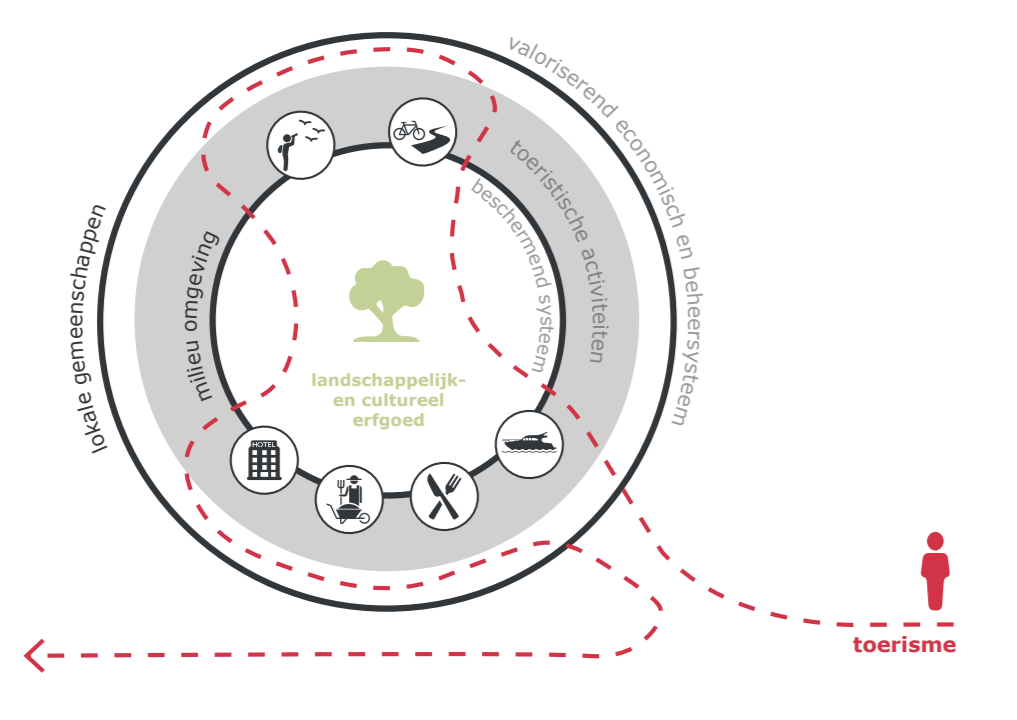 valoriserend economisch en beheersysteem
toeristische activiteiten
beschermend systeem
lokale gemeenschappen
milieu omgeving
landschappelijk-
en cultureel
erfgoed
HOTEL
toerisme